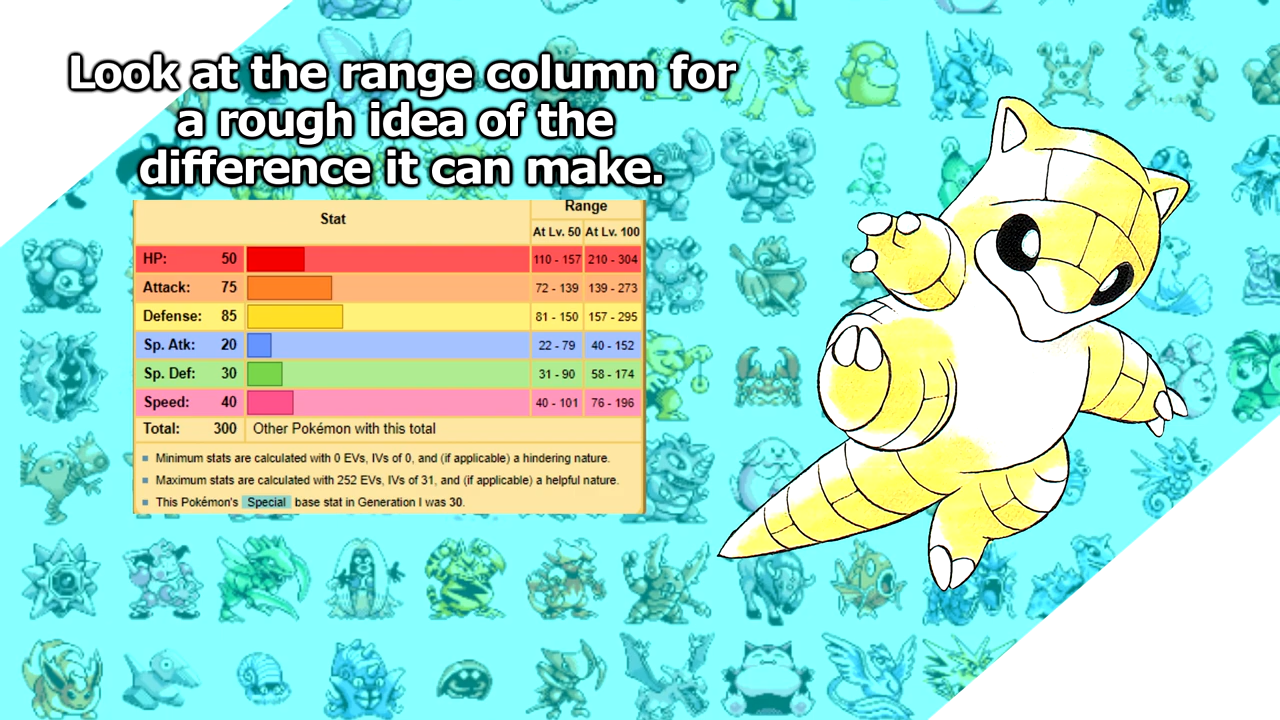 Look at the range column for
a rough idea of the
difference it can make.
Stat Range
At Lv. 50 At Lv. 100
HP: 50 110 - 157 210 - 304
Attack: 75 72 - 139 139 - 273
Defense: 85 81 - 150 157 - 295
Sp. Atk: 20 22 - 79 40 - 152
Sp. Def: 30 31 - 90 58 - 174
Speed: 40 40 - 101 76 - 196
Total: 300 Other Pokémon with this total
Minimum stats are calculated with 0 EVs, IVs of 0, and (if applicable) a hindering nature.
Maximum stats are calculated with 252 EVs, IVs of 31, and (if applicable) a helpful nature.
This Pokémon's Special base stat in Generation I was 30.